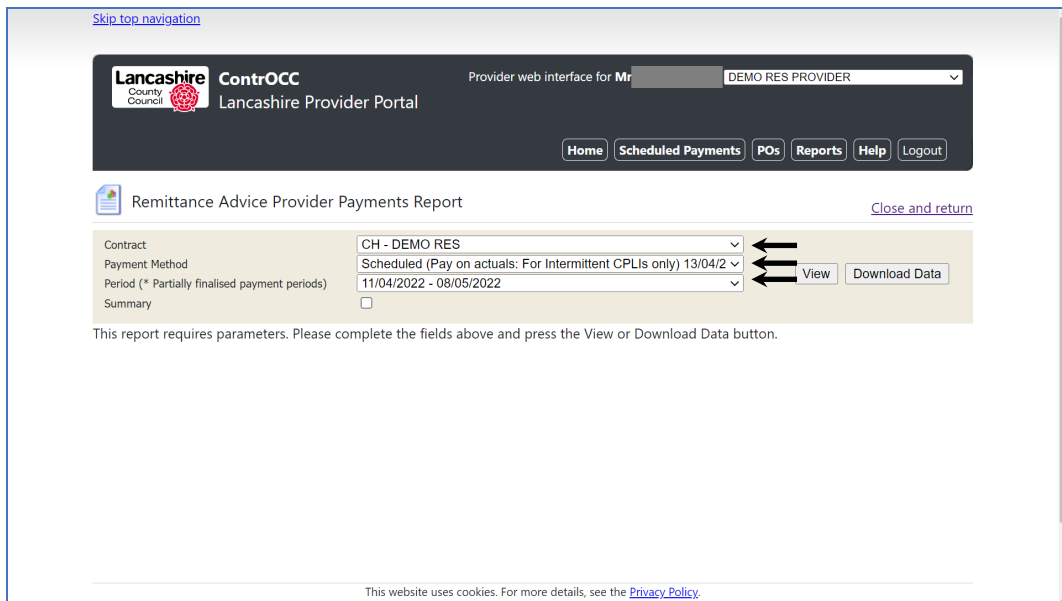 Skip top navigation
Lancashire
County
Council
ContrOCC
Lancashire Provider Portal
Provider web interface for Mr
DEMO RES PROVIDER
Home Scheduled Payments POs Reports Help Logout
Remittance Advice Provider Payments Report
Close and return
Contract CH - DEMO RES
Payment Method Scheduled (Pay on actuals: For Intermittent CPLIs only) 13/04/2
Period (* Partially finalised payment periods) 11/04/2022 - 08/05/2022
View Download Data
Summary
This report requires parameters. Please complete the fields above and press the View or Download Data button.
This website uses cookies. For more details, see the Privacy Policy.